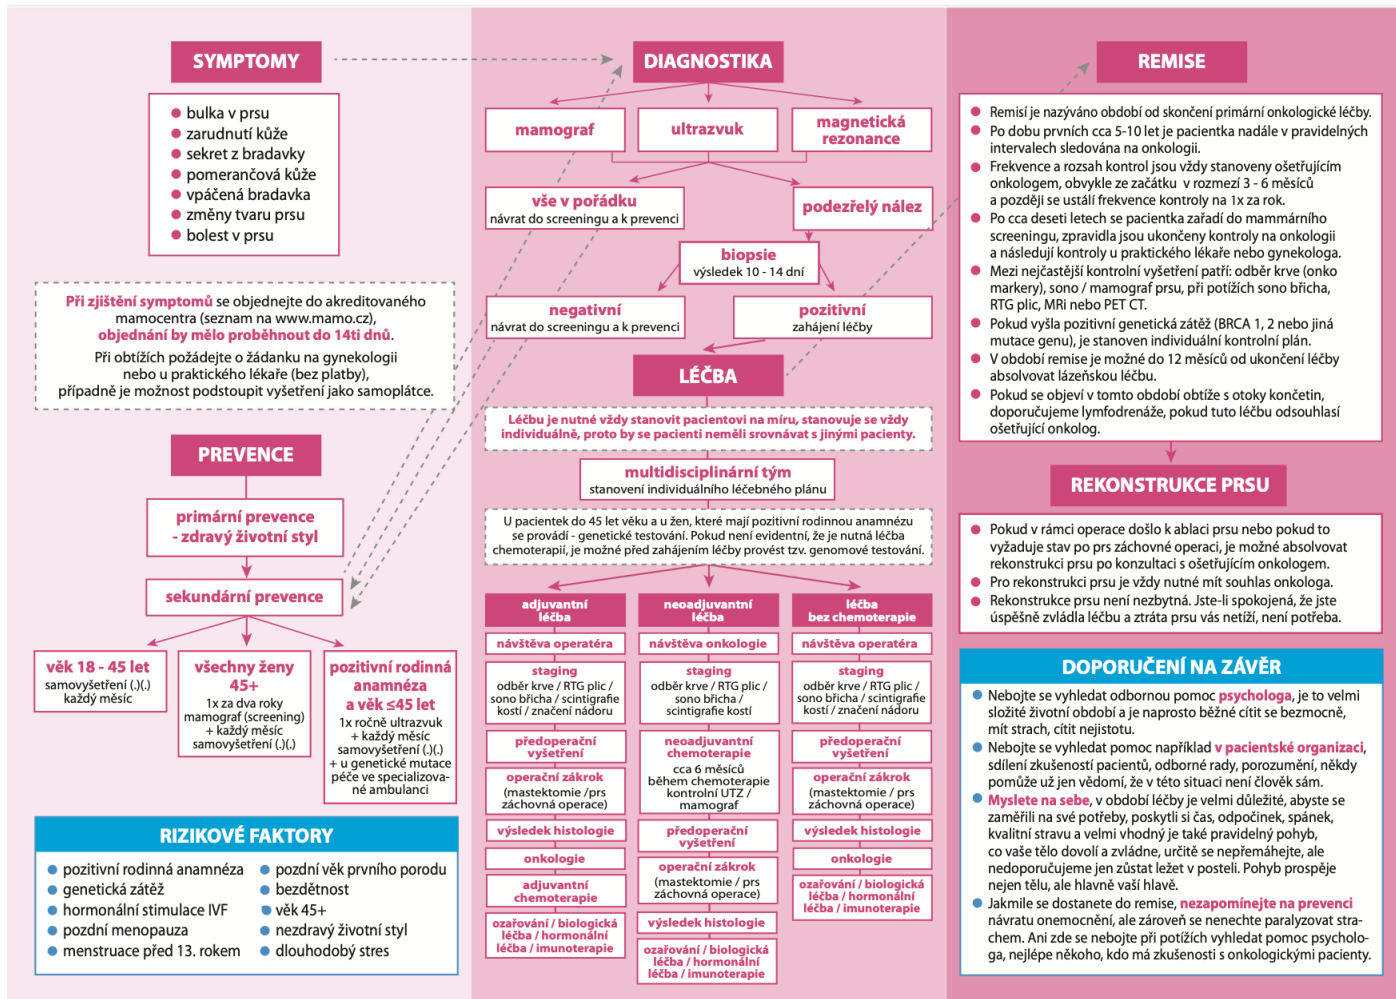 SYMPTOMY
bulka v prsu
zarudnutí kůže
sekret z bradavky
pomerančová kůže
vpáčená bradavka
změny tvaru prsu
bolest v prsu
Při zjištění symptomů se objednejte do akreditovaného
mamocentra (seznam na www.mamo.cz),
objednání by mělo proběhnout do 14ti dnů.
Při obtížích požádejte o žádanku na gynekologii
nebo u praktického lékaře (bez platby),
případně je možnost podstoupit vyšetření jako samoplátce.
PREVENCE
primární prevence
- zdravý životní styl
sekundární prevence
věk 18 - 45 let
samovyšetření (.)(.)
každý měsíc
všechny ženy
45+
1x za dva roky
mamograf (screening)
+ každý měsíc
samovyšetření (.)(.)
pozitivní rodinná
anamnéza
a věk ≤45 let
1x ročně ultrazvuk
+ každý měsíc
samovyšetření (.)(.)
+ u genetické mutace
péče ve specializova-
né ambulanci
RIZIKOVÉ FAKTORY
pozitivní rodinná anamnéza
genetická zátěž
hormonální stimulace IVF
pozdní menopauza
menstruace před 13. rokem
pozdní věk prvního porodu
bezdětnost
věk 45+
nezdravý životní styl
dlouhodobý stres
DIAGNOSTIKA
mamograf
ultrazvuk
magnetická
rezonance
vše v pořádku
návrat do screeningu a k prevenci
podezřelý nález
biopsie
výsledek 10 - 14 dní
negativní
návrat do screeningu a k prevenci
pozitivní
zahájení léčby
LÉČBA
Léčbu je nutné vždy stanovit pacientovi na míru, stanovuje se vždy
individuálně, proto by se pacienti neměli srovnávat s jinými pacienty.
multidisciplinární tým
stanovení individuálního léčebného plánu
U pacientek do 45 let věku a u žen, které mají pozitivní rodinnou anamnézu
se provádí - genetické testování. Pokud není evidentní, že je nutná léčba
chemoterapií, je možné před zahájením léčby provést tzv. genomové testování.
adjuvantní
léčba
návštěva operatéra
staging
odběr krve / RTG plic /
sono břicha / scintigrafie
kostí / značení nádoru
předoperační
vyšetření
operační zákrok
(mastektomie /prs
záchovná operace)
výsledek histologie
onkologie
adjuvantní
chemoterapie
ozařování / biologická
léčba / hormonální
léčba / imunoterapie
neoadjuvantní
léčba
návštěva onkologie
staging
odběr krve / RTG plic /
sono břicha /
scintigrafie kostí
neoadjuvantní
chemoterapie
cca 6 měsíců
během chemoterapie
kontrolní UTZ /
mamograf
předoperační
vyšetření
operační zákrok
(mastektomie / prs
záchovná operace)
výsledek histologie
ozařování / biologická
léčba / hormonální
léčba / imunoterapie
léčba
bez chemoterapie
návštěva operatéra
staging
odběr krve / RTG plic /
sono břicha / scintigrafie
kostí / značení nádoru
předoperační
vyšetření
operační zákrok
(mastektomie / prs
záchovná operace)
výsledek histologie
onkologie
ozařování / biologická
léčba / hormonální
léčba / imunoterapie
REMISE
Remisí je nazýváno období od skončení primární onkologické léčby.
Po dobu prvních cca 5-10 let je pacientka nadále v pravidelných
intervalech sledována na onkologii.
Frekvence a rozsah kontrol jsou vždy stanoveny ošetřujícím
onkologem, obvykle ze začátku v rozmezí 3 - 6 měsíců
a později se ustálí frekvence kontroly na 1x za rok.
Po cca deseti letech se pacientka zařadí do mammárního
screeningu, zpravidla jsou ukončeny kontroly na onkologii
a následují kontroly u praktického lékaře nebo gynekologa.
Mezi nejčastější kontrolní vyšetření patří: odběr krve (onko
markery), sono / mamograf prsu, při potížích sono břicha,
RTG plic, MRi nebo PET CT.
Pokud vyšla pozitivní genetická zátěž (BRCA 1, 2 nebo jiná
mutace genu), je stanoven individuální kontrolní plán.
V období remise je možné do 12 měsíců od ukončení léčby
absolvovat lázeňskou léčbu.
Pokud se objeví v tomto období obtíže s otoky končetin,
doporučujeme lymfodrenáže, pokud tuto léčbu odsouhlasí
ošetřující onkolog.
REKONSTRUKCE PRSU
Pokud v rámci operace došlo k ablaci prsu nebo pokud to
vyžaduje stav po prs záchovné operaci, je možné absolvovat
rekonstrukci prsu po konzultaci s ošetřujícím onkologem.
Pro rekonstrukci prsu je vždy nutné mít souhlas onkologa.
Rekonstrukce prsu není nezbytná. Jste-li spokojená, že jste
úspěšně zvládla léčbu a ztráta prsu vás netíží, není potřeba.
DOPORUČENÍ NA ZÁVĚR
Nebojte se vyhledat odbornou pomoc psychologa, je to velmi
složité životní období a je naprosto běžné cítit se bezmocně,
mít strach, cítit nejistotu.
Nebojte se vyhledat pomoc například v pacientské organizaci,
sdílení zkušeností pacientů, odborné rady, porozumění, někdy
pomůže už jen vědomí, že v této situaci není člověk sám.
Myslete na sebe, v období léčby je velmi důležité, abyste se
zaměřili na své potřeby, poskytli si čas, odpočinek, spánek,
kvalitní stravu a velmi vhodný je také pravidelný pohyb,
co vaše tělo dovolí a zvládne, určitě se nepřemáhejte, ale
nedoporučujeme jen zůstat ležet v posteli. Pohyb prospěje
nejen tělu, ale hlavně vaší hlavě.
Jakmile se dostanete do remise, nezapomínejte na prevenci
návratu onemocnění, ale zároveň se nenechte paralyzovat stra-
chem. Ani zde se nebojte při potížích vyhledat pomoc psycholo-
ga, nejlépe někoho, kdo má zkušenosti s onkologickými pacienty.